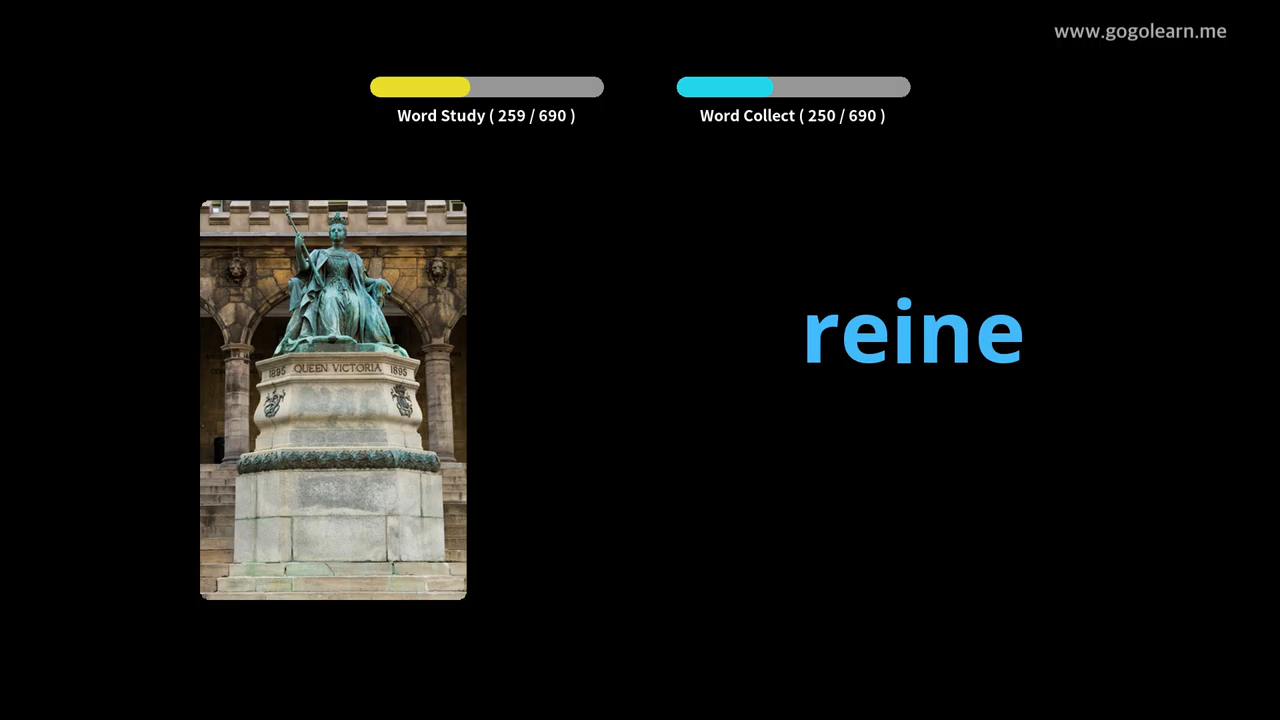 www.gogolearn.me
Word Study ( 259 / 690 )
Word Collect ( 250 / 690 )
1895 QUEEN VICTORIA 1895
reine